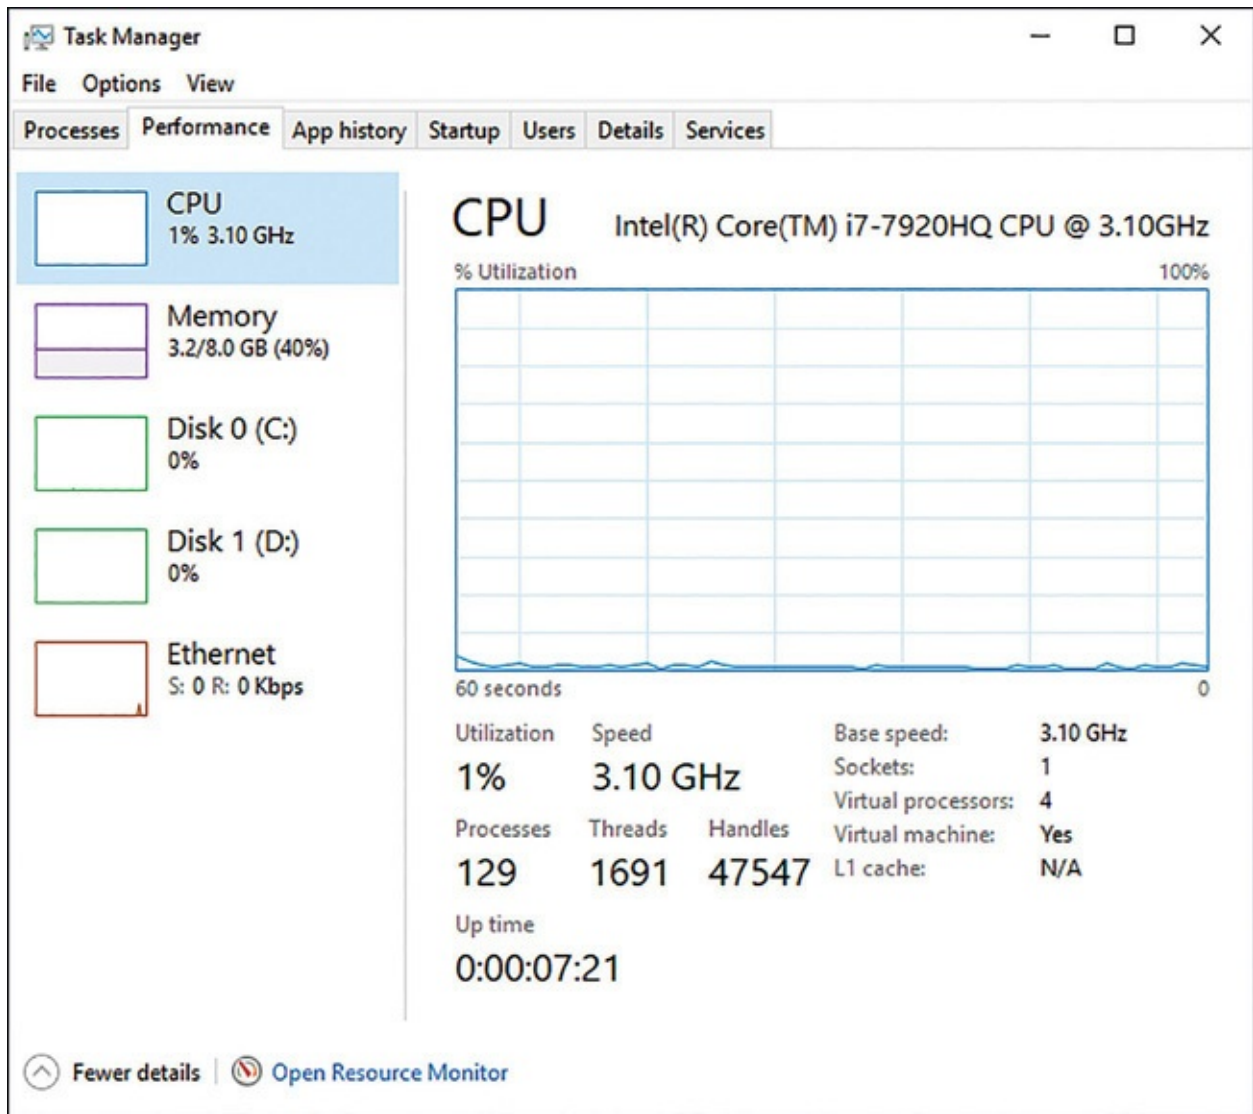 Task Manager
File Options View
Processes Performance App history Startup Users Details Services
CPU
1% 3.10 GHz
Memory
3.2/8.0 GB (40%)
Disk 0 (C:)
0%
Disk 1 (D:)
0%
Ethernet
S: 0 R: 0 Kbps
CPU Intel(R) Core(TM) i7-7920HQ CPU @ 3.10GHz
% Utilization 100%
60 seconds 0
Utilization Speed
1% 3.10 GHz
Processes Threads Handles
129 1691 47547
Up time
0:00:07:21
Base speed: 3.10 GHz
Sockets: 1
Virtual processors: 4
Virtual machine: Yes
L1 cache: N/A
Fewer details Open Resource Monitor